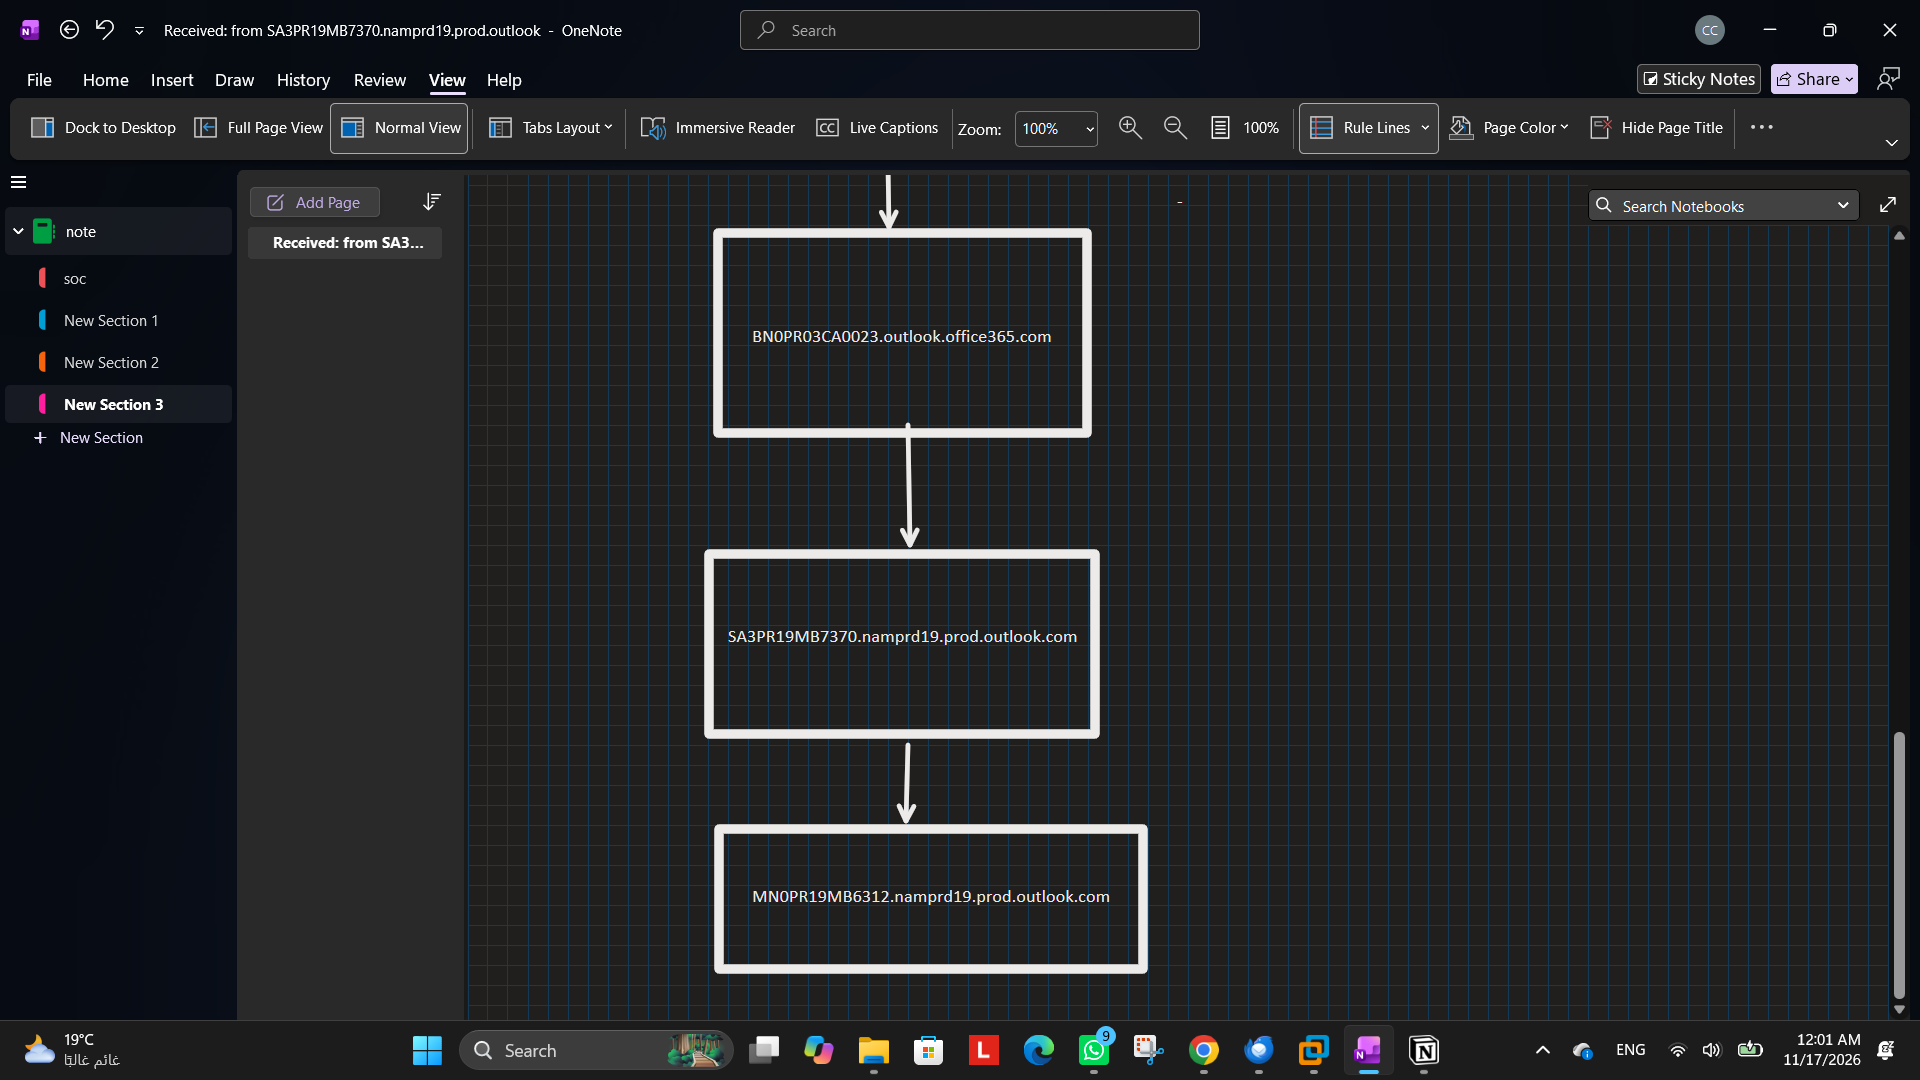 Received: from SA3PR19MB7370.namprd19.prod.outlook - OneNote
Search
CC
File Home Insert Draw History Review View Help
Sticky Notes
Share
Dock to Desktop
Full Page View
Normal View
Tabs Layout
Immersive Reader
CC Live Captions
Zoom:
100%
100%
Rule Lines
Page Color
Hide Page Title
note
soc
New Section 1
New Section 2
New Section 3
+ New Section
Add Page
Received: from SA3...
-
Search Notebooks
BN0PR03CA0023.outlook.office365.com
SA3PR19MB7370.namprd19.prod.outlook.com
MN0PR19MB6312.namprd19.prod.outlook.com
19°C
غائم غالبًا
Search
L
9
N
N
ENG
12:01 AM
11/17/2026